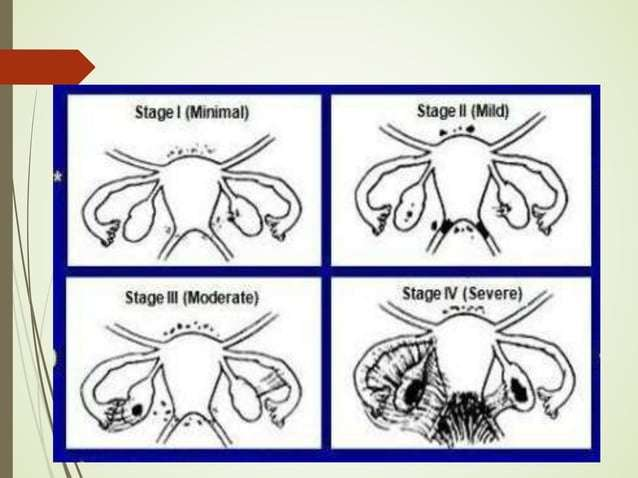 Stage I (Minimal)
Stage II (Mild)
*
Stage III (Moderate)
Stage IV (Severe)